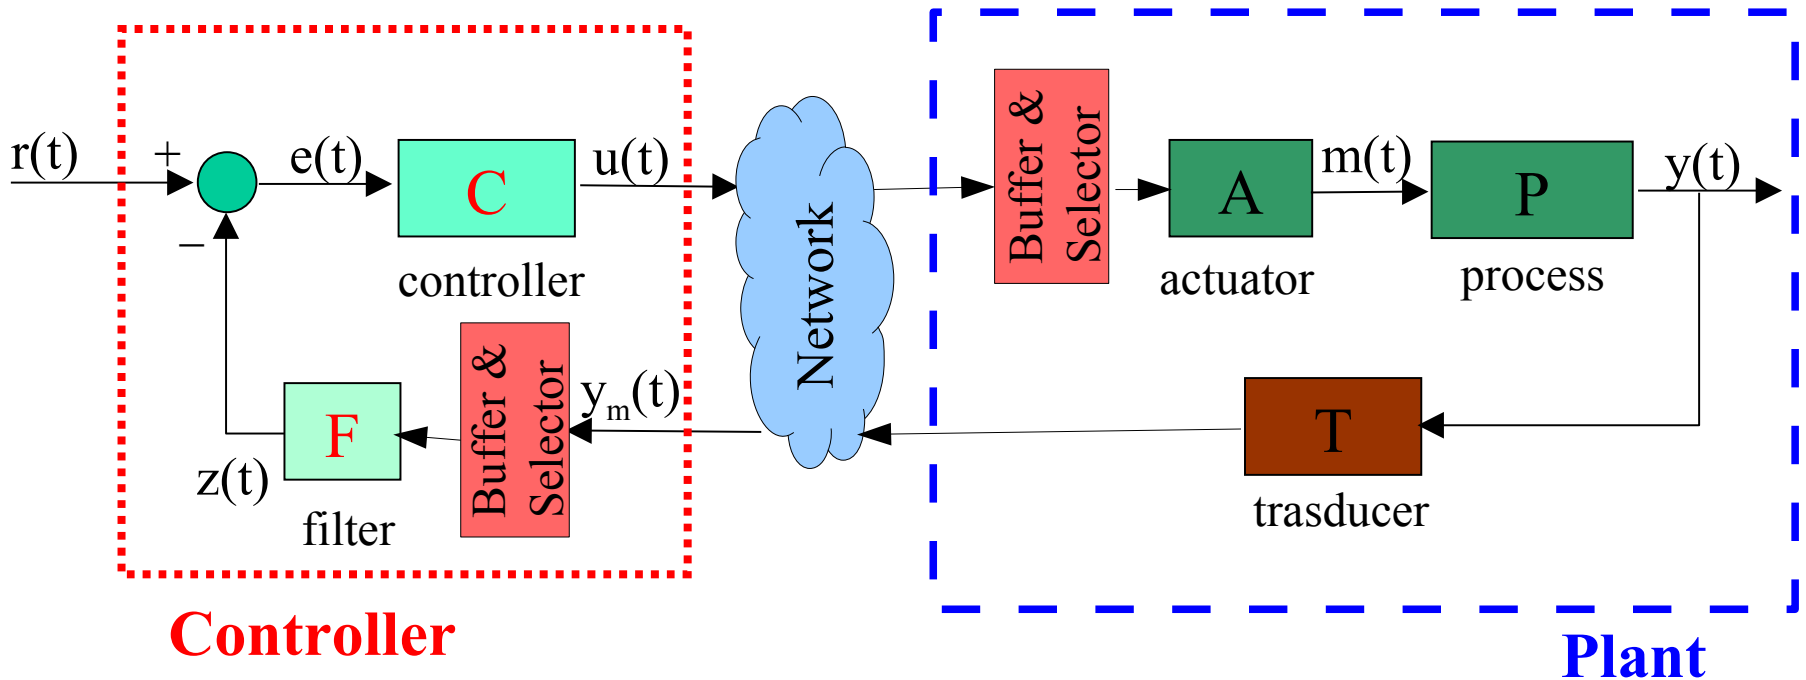 r(t)
+
−
e(t)
C
controller
u(t)
Network
Buffer &
Selector
A
actuator
m(t)
P
process
y(t)
T
trasducer
ym(t)
Buffer &
Selector
F
filter
z(t)
Controller
Plant